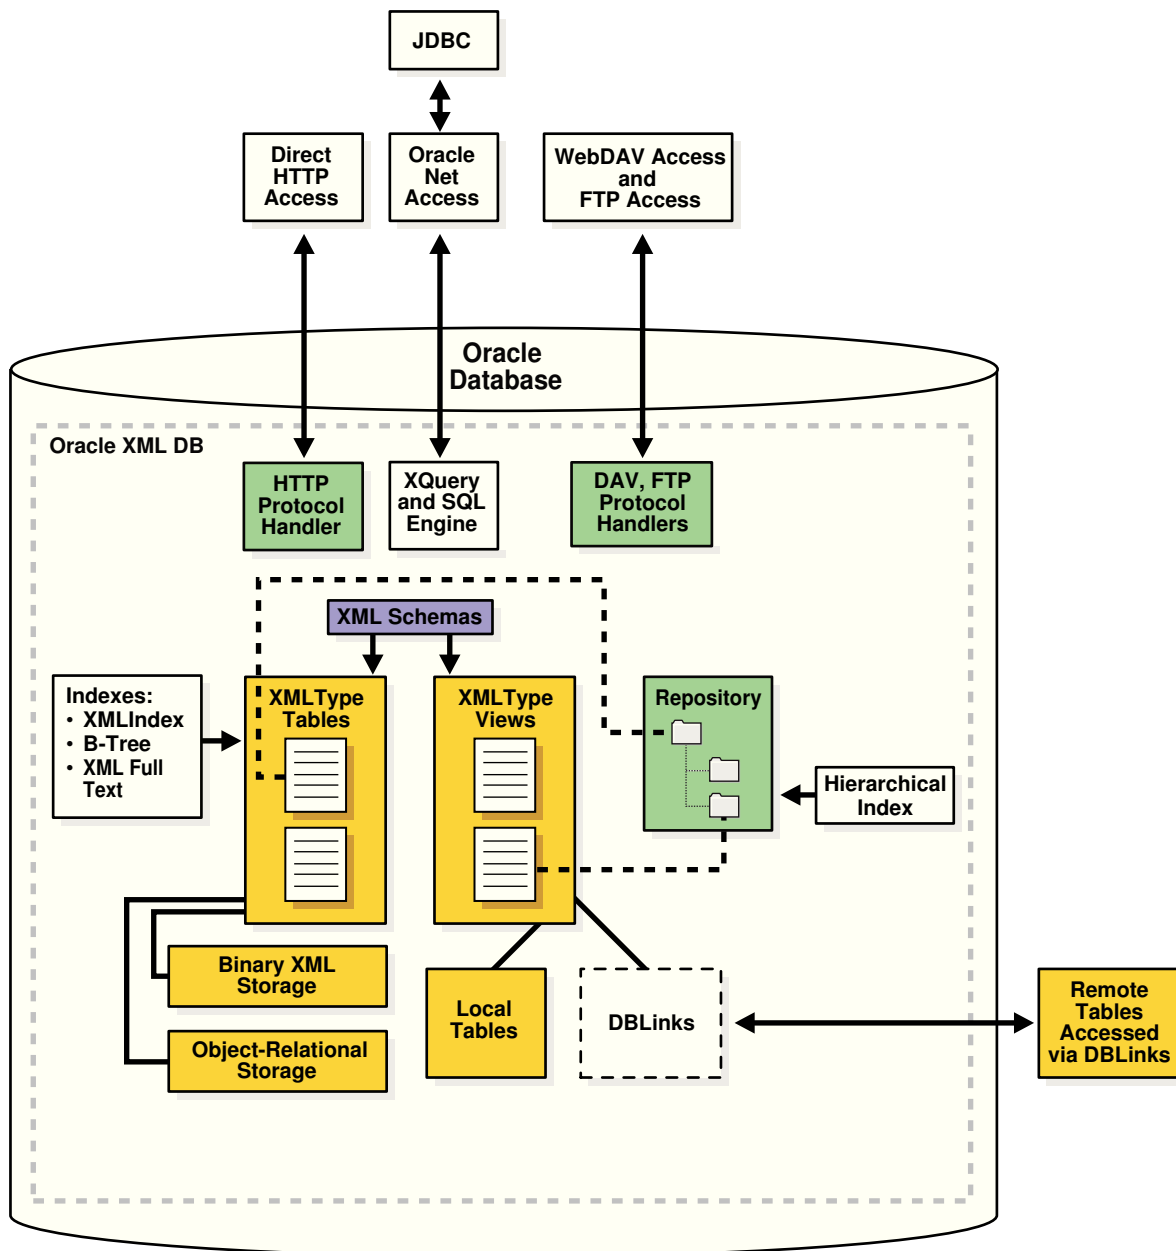 JDBC
Direct
HTTP
Access
Oracle
Net
Access
WebDAV Access
and
FTP Access
Oracle
Database
Oracle XML DB
HTTP
Protocol
Handler
XQuery
and SQL
Engine
DAV, FTP
Protocol
Handlers
XML Schemas
Indexes:
• XMLIndex
• B-Tree
• XML Full
Text
XMLType
Tables
XMLType
Views
Repository
Hierarchical
Index
Binary XML
Storage
Object-Relational
Storage
Local
Tables
DBLinks
Remote
Tables
Accessed
via DBLinks